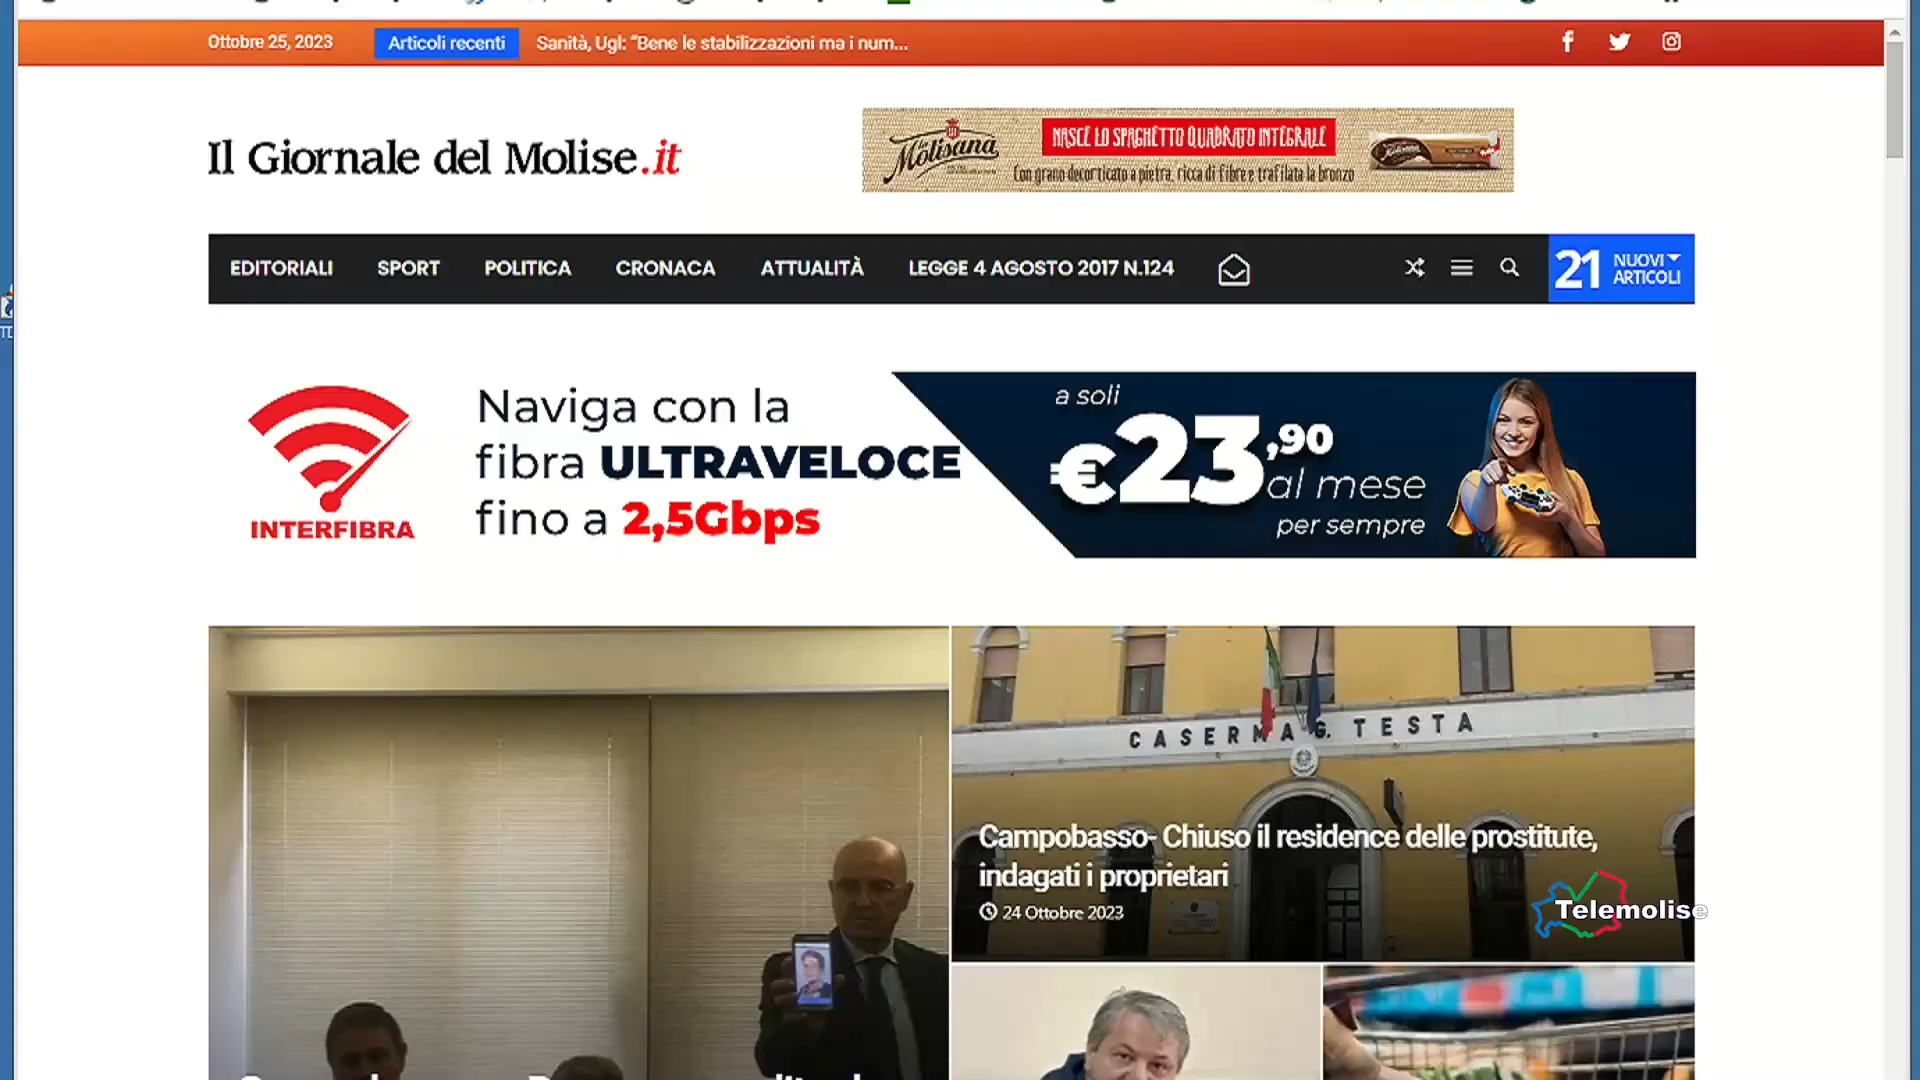 Ottobre 25, 2023
Articoli recenti
Sanità, Ugl: “Bene le stabilizzazioni ma i num...
Il Giornale del Molise.it
La Molisana
NASCE LO SPAGHETTO QUADRATO INTEGRALE
Con grano decorticato a pietra, ricca di fibre e trafilata la bronzo
EDITORIALI
SPORT
POLITICA
CRONACA
ATTUALITÀ
LEGGE 4 AGOSTO 2017 N.124
21 NUOVI
ARTICOLI
INTERFIBRA
Naviga con la
fibra ULTRAVELOCE
fino a 2,5Gbps
a soli
€23,90
al mese
per sempre
CASERMA G. TESTA
Campobasso- Chiuso il residence delle prostitute,
indagati i proprietari
24 Ottobre 2023
Telemolise